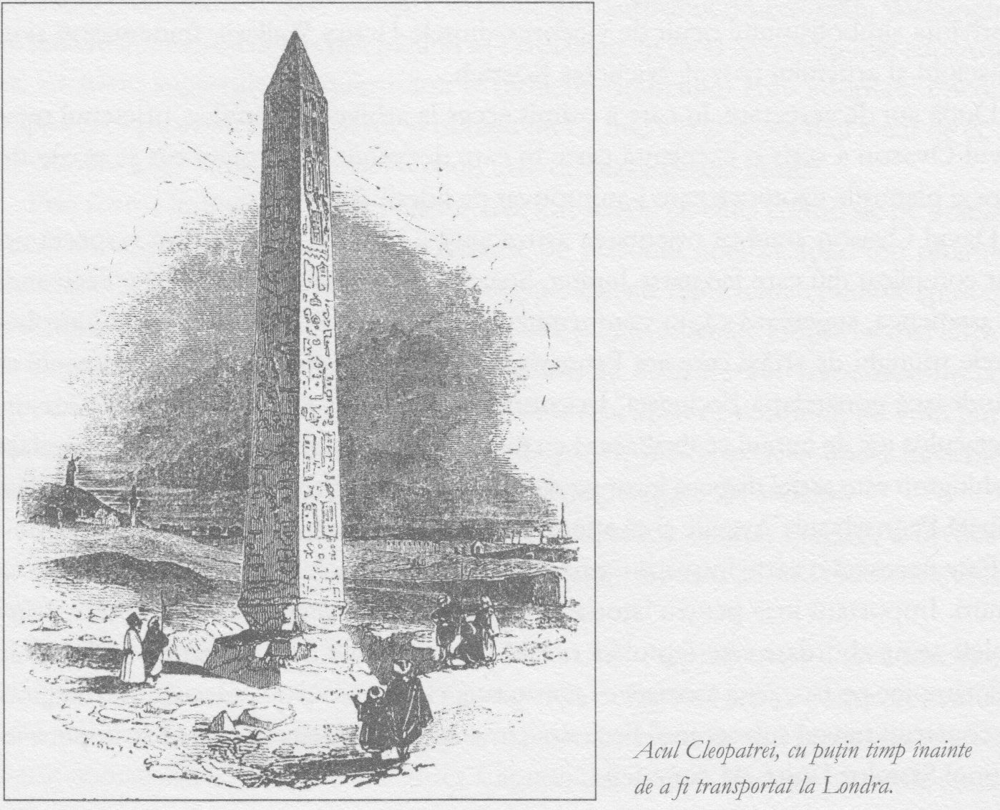 Acul Cleopatrei, cu puţin timp înainte
de a fi transportat la Londra.